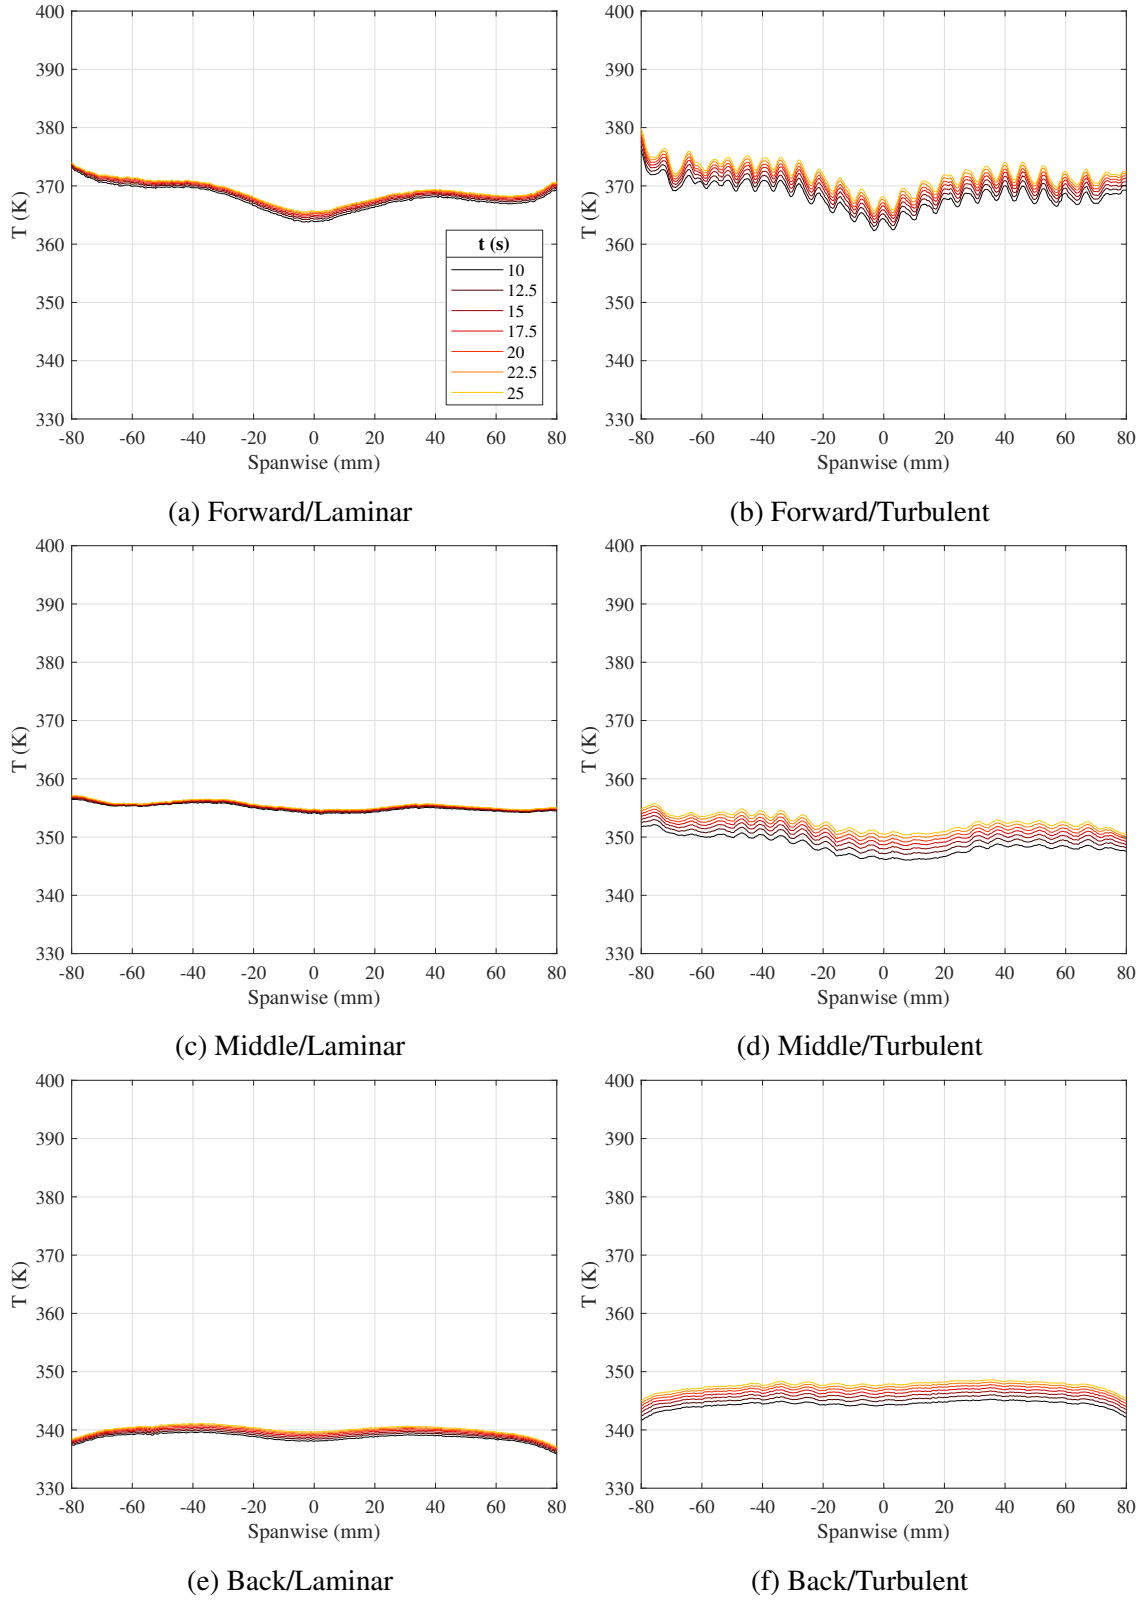 400
390
380
370
360
350
340
330
T (K)
-80 -60 -40 -20 0 20 40 60 80
Spanwise (mm)
t (s)
10
12.5
15
17.5
20
22.5
25
(a) Forward/Laminar
400
390
380
370
360
350
340
330
T (K)
-80 -60 -40 -20 0 20 40 60 80
Spanwise (mm)
(b) Forward/Turbulent
400
390
380
370
360
350
340
330
T (K)
-80 -60 -40 -20 0 20 40 60 80
Spanwise (mm)
(c) Middle/Laminar
400
390
380
370
360
350
340
330
T (K)
-80 -60 -40 -20 0 20 40 60 80
Spanwise (mm)
(d) Middle/Turbulent
400
390
380
370
360
350
340
330
T (K)
-80 -60 -40 -20 0 20 40 60 80
Spanwise (mm)
(e) Back/Laminar
400
390
380
370
360
350
340
330
T (K)
-80 -60 -40 -20 0 20 40 60 80
Spanwise (mm)
(f) Back/Turbulent